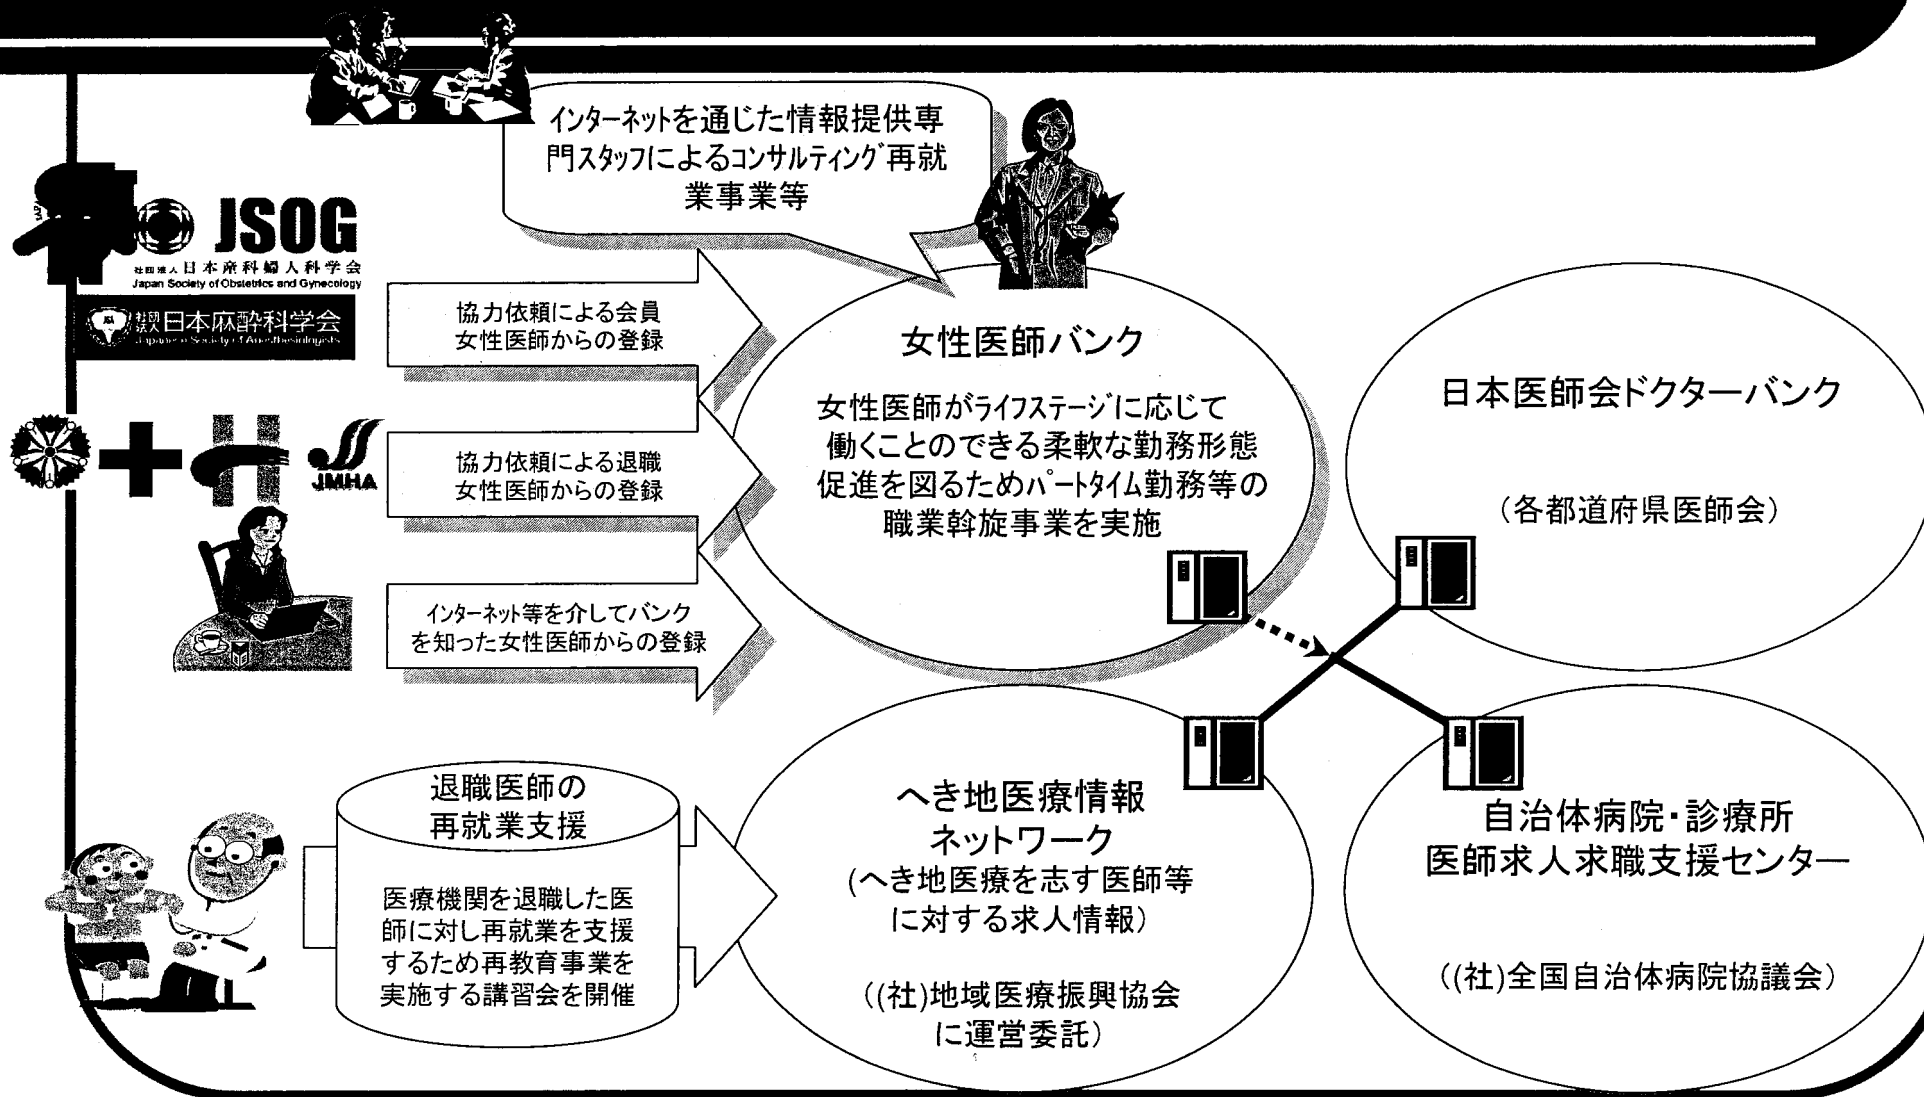 インターネットを通じた情報提供専
門スタッフによるコンサルティング再就
業事業等
JSOG
社団法人日本産科婦人科学会
Japan Society of Obstetrics and Gynecology
社団法人日本麻酔科学会
Japanese Society of Anesthesiologists
協力依頼による会員
女性医師からの登録
女性医師バンク
女性医師がライフステージに応じて
働くことのできる柔軟な勤務形態
促進を図るためパートタイム勤務等の
職業斡旋事業を実施
日本医師会ドクターバンク
（各都道府県医師会）
JMHA
協力依頼による退職
女性医師からの登録
インターネット等を介してバンク
を知った女性医師からの登録
退職医師の
再就業支援
医療機関を退職した医
師に対し再就業を支援
するため再教育事業を
実施する講習会を開催
へき地医療情報
ネットワーク
（へき地医療を志す医師等
に対する求人情報）
（(社)地域医療振興協会
に運営委託）
自治体病院・診療所
医師求人求職支援センター
（(社)全国自治体病院協議会）